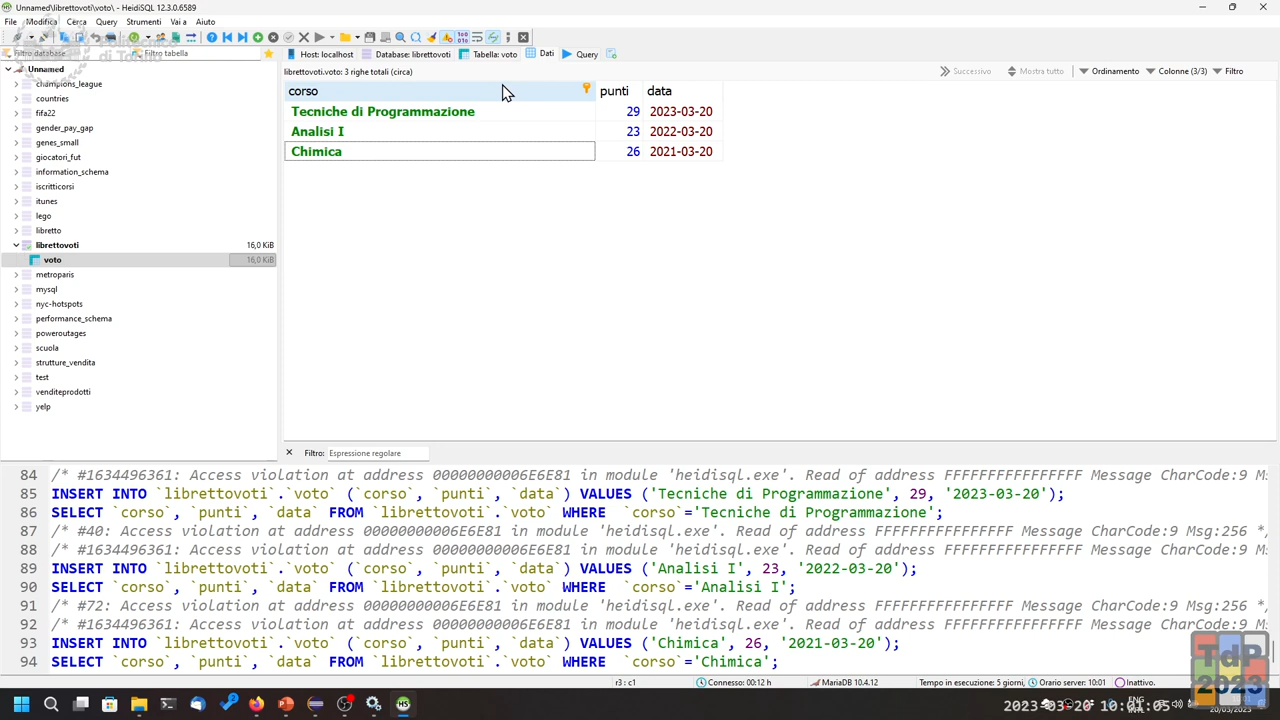 Unnamed\librettovoti\voto\ - HeidiSQL 12.3.0.6589
File Modifica Cerca Query Strumenti Vai a Aiuto
Filtro database Filtro tabella
Politecnico
di Torino
Host: localhost Database: librettovoti Tabella: voto Dati Query
librettovoti.voto: 3 righe totali (circa) Successivo Mostra tutto Ordinamento Colonne (3/3) Filtro
Unnamed
champions_league
countries
fifa22
gender_pay_gap
genes_small
giocatori_fut
information_schema
iscritticorsi
itunes
lego
libretto
librettovoti 16,0 KiB
voto 16,0 KiB
metroparis
mysql
nyc-hotspots
performance_schema
poweroutages
scuola
strutture_vendita
test
venditeprodotti
yelp
corso punti data
Tecniche di Programmazione 29 2023-03-20
Analisi I 23 2022-03-20
Chimica 26 2021-03-20
Filtro: Espressione regolare
84 /* #1634496361: Access violation at address 00000000006E6E81 in module 'heidisql.exe'. Read of address FFFFFFFFFFFFFFFF Message CharCode:9 Ms
85 INSERT INTO `librettovoti`.`voto` (`corso`, `punti`, `data`) VALUES ('Tecniche di Programmazione', 29, '2023-03-20');
86 SELECT `corso`, `punti`, `data` FROM `librettovoti`.`voto` WHERE `corso`='Tecniche di Programmazione';
87 /* #40: Access violation at address 00000000006E6E81 in module 'heidisql.exe'. Read of address FFFFFFFFFFFFFFFF Message CharCode:9 Msg:256 */
88 /* #1634496361: Access violation at address 00000000006E6E81 in module 'heidisql.exe'. Read of address FFFFFFFFFFFFFFFF Message CharCode:9 Ms
89 INSERT INTO `librettovoti`.`voto` (`corso`, `punti`, `data`) VALUES ('Analisi I', 23, '2022-03-20');
90 SELECT `corso`, `punti`, `data` FROM `librettovoti`.`voto` WHERE `corso`='Analisi I';
91 /* #72: Access violation at address 00000000006E6E81 in module 'heidisql.exe'. Read of address FFFFFFFFFFFFFFFF Message CharCode:9 Msg:256 */
92 /* #1634496361: Access violation at address 00000000006E6E81 in module 'heidisql.exe'. Read of address FFFFFFFFFFFFFFFF Message CharCode:9 Ms
93 INSERT INTO `librettovoti`.`voto` (`corso`, `punti`, `data`) VALUES ('Chimica', 26, '2021-03-20');
94 SELECT `corso`, `punti`, `data` FROM `librettovoti`.`voto` WHERE `corso`='Chimica';
TdP
2023
r3 : c1 Connesso: 00:12 h MariaDB 10.4.12 Tempo in esecuzione: 5 giorni, Orario server: 10:01 Inattivo.
ENG
2023-03-20 10:01:05